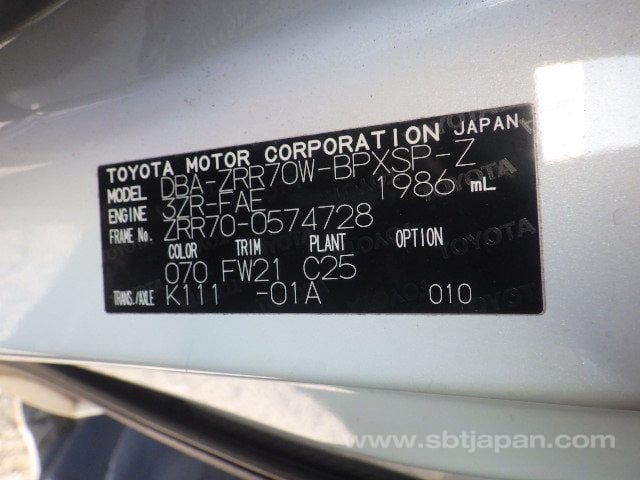 TOYOTA MOTOR CORPORATION JAPAN
MODEL DBA-ZRR70W-BPXSP-Z
ENGINE 3ZR-FAE 1986 mL
FRAME No. ZRR70-0574728
COLOR TRIM PLANT OPTION
070 FW21 C25
TRANS./AXLE K111 -01A 010
www.sbtjapan.com